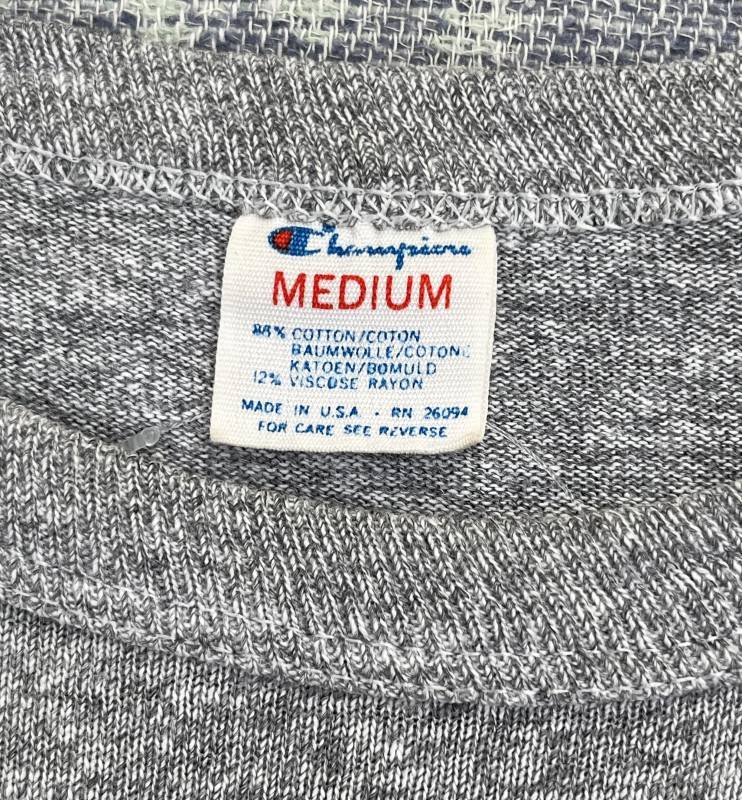 Champion
MEDIUM
88% COTTON/COTON
BAUMWOLLE/COTONE
KATOEN/BOMULD
12% VISCOSE RAYON
MADE IN U.S.A. · RN 26094
FOR CARE SEE REVERSE